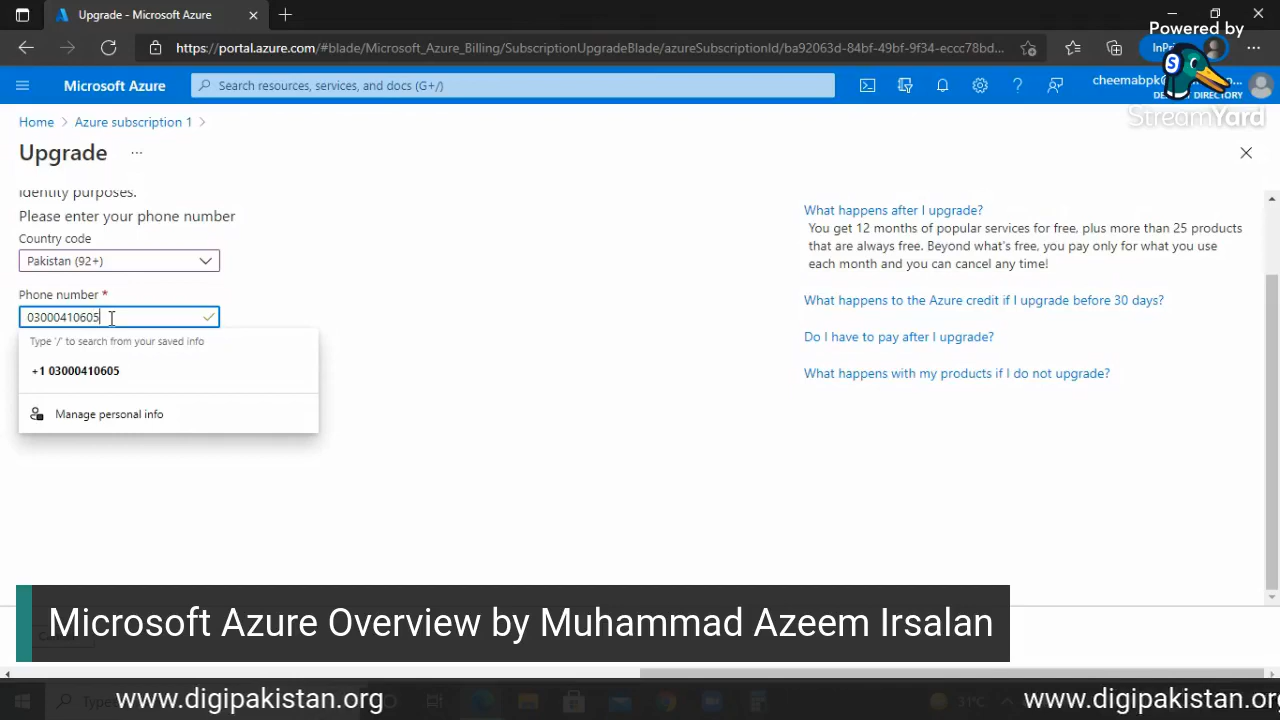 Upgrade - Microsoft Azure
Powered by
https://portal.azure.com/#blade/Microsoft_Azure_Billing/SubscriptionUpgradeBlade/azureSubscriptionId/ba92063d-84bf-49bf-9f34-eccc78bd...
Microsoft Azure
Search resources, services, and docs (G+/)
StreamYard
Home > Azure subscription 1 >
Upgrade ...
identity purposes.
Please enter your phone number
Country code
Pakistan (92+)
Phone number *
03000410605
Type '/' to search from your saved info
+1 03000410605
Manage personal info
What happens after I upgrade?
You get 12 months of popular services for free, plus more than 25 products
that are always free. Beyond what's free, you pay only for what you use
each month and you can cancel any time!
What happens to the Azure credit if I upgrade before 30 days?
Do I have to pay after I upgrade?
What happens with my products if I do not upgrade?
Microsoft Azure Overview by Muhammad Azeem Irsalan
31°C
www.digipakistan.org
www.digipakistan.org